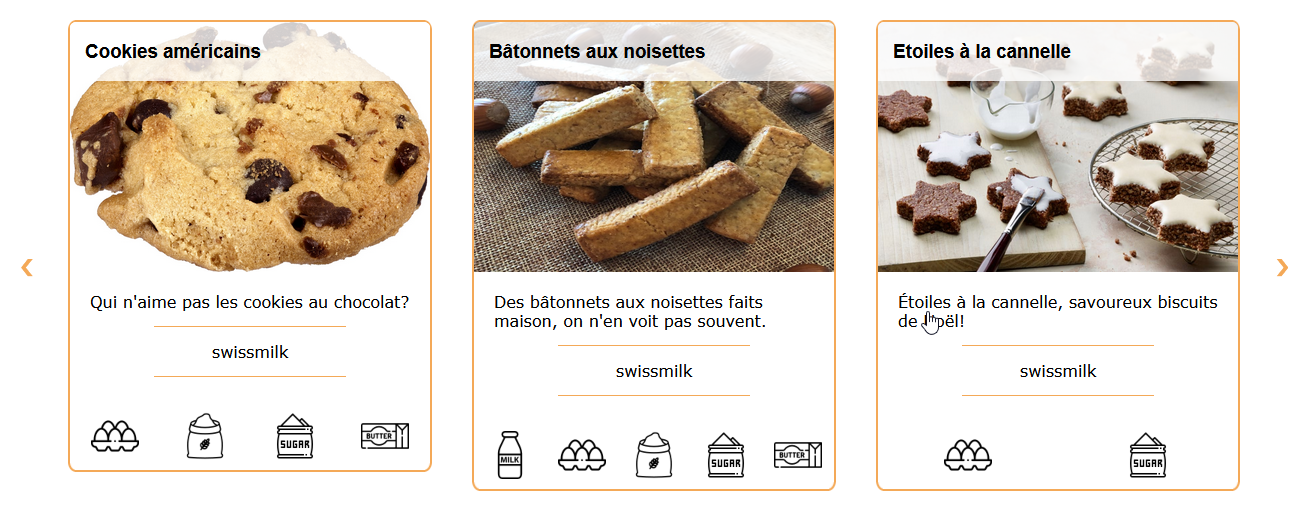 Cookies américains
Qui n'aime pas les cookies au chocolat?
swissmilk
SUGAR
BUTTER
Bâtonnets aux noisettes
Des bâtonnets aux noisettes faits
maison, on n'en voit pas souvent.
swissmilk
MILK
SUGAR
BUTTER
Etoiles à la cannelle
Étoiles à la cannelle, savoureux biscuits
de
swissmilk
SUGAR